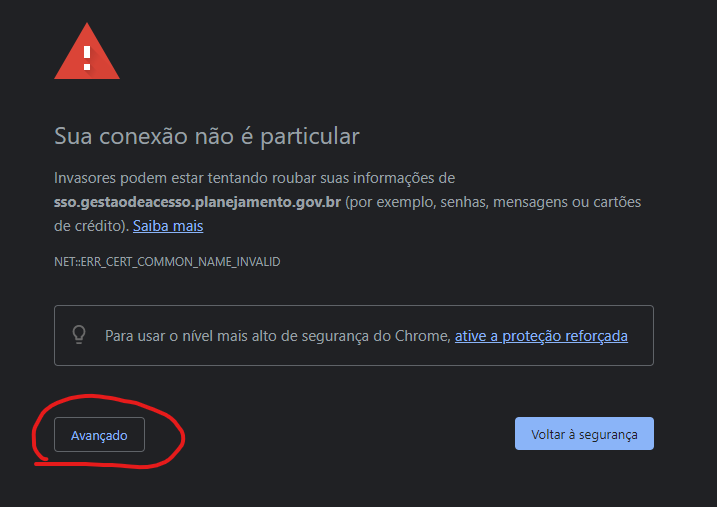 Sua conexão não é particular
Invasores podem estar tentando roubar suas informações de
sso.gestaodeacesso.planejamento.gov.br (por exemplo, senhas, mensagens ou cartões
de crédito). Saiba mais
NET::ERR_CERT_COMMON_NAME_INVALID
Para usar o nível mais alto de segurança do Chrome, ative a proteção reforçada
Avançado
Voltar à segurança